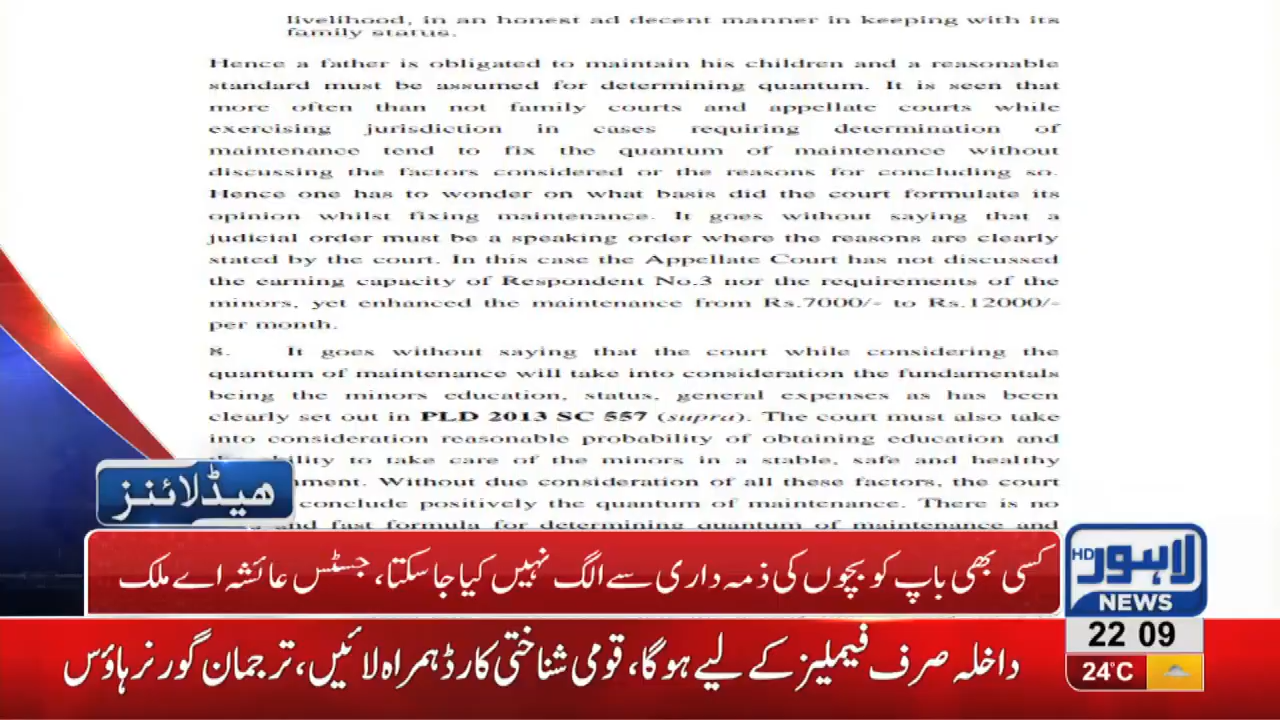 livelihood, in an honest ad decent manner in keeping with its
family status.
Hence a father is obligated to maintain his children and a reasonable
standard must be assumed for determining quantum. It is seen that
more often than not family courts and appellate courts while
exercising jurisdiction in cases requiring determination of
maintenance tend to fix the quantum of maintenance without
discussing the factors considered or the reasons for concluding so.
Hence one has to wonder on what basis did the court formulate its
opinion whilst fixing maintenance. It goes without saying that a
judicial order must be a speaking order where the reasons are clearly
stated by the court. In this case the Appellate Court has not discussed
the earning capacity of Respondent No.3 nor the requirements of the
minors, yet enhanced the maintenance from Rs.7000/- to Rs.12000/-
per month.
8. It goes without saying that the court while considering the
quantum of maintenance will take into consideration the fundamentals
being the minors education, status, general expenses as has been
clearly set out in PLD 2013 SC 557 (supra). The court must also take
into consideration reasonable probability of obtaining education and
to take care of the minors in a stable, safe and healthy
Without due consideration of all these factors, the court
conclude positively the quantum of maintenance. There is no
and fast formula for determining quantum of maintenance and
ہیڈلائنز
کسی بھی باپ کو بچوں کی ذمہ داری سے الگ نہیں کیا جاسکتا، جسٹس عائشہ اے ملک
لاہور HD
NEWS
22 09
24°C
داخلہ صرف فیملیز کے لیے ہوگا، قومی شناختی کارڈ ہمراہ لائیں، ترجمان گورنر ہاؤس